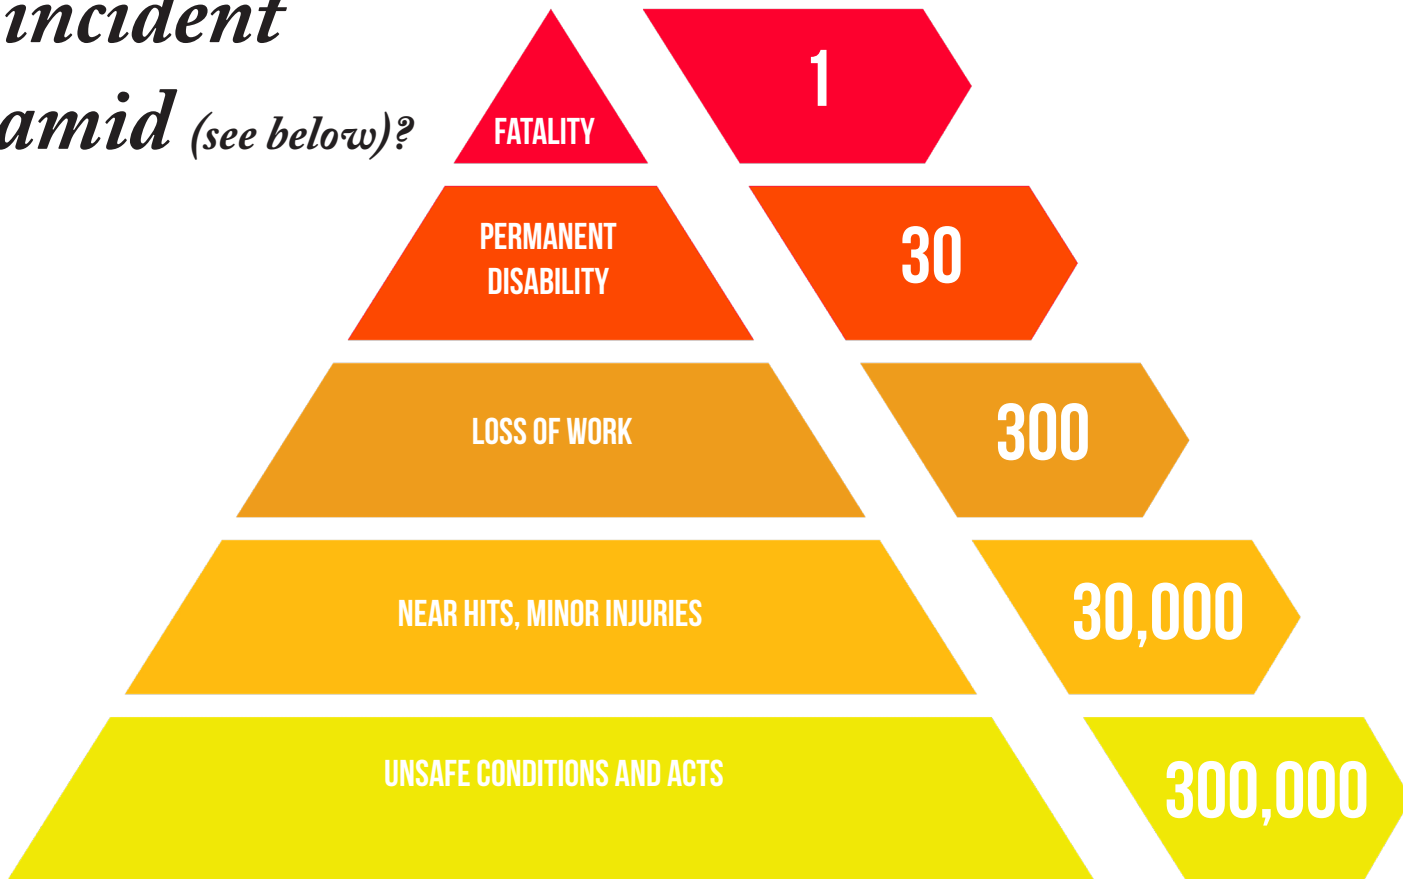 incident
amid (see below)?
FATALITY
1
PERMANENT
DISABILITY
30
LOSS OF WORK
300
NEAR HITS, MINOR INJURIES
30,000
UNSAFE CONDITIONS AND ACTS
300,000